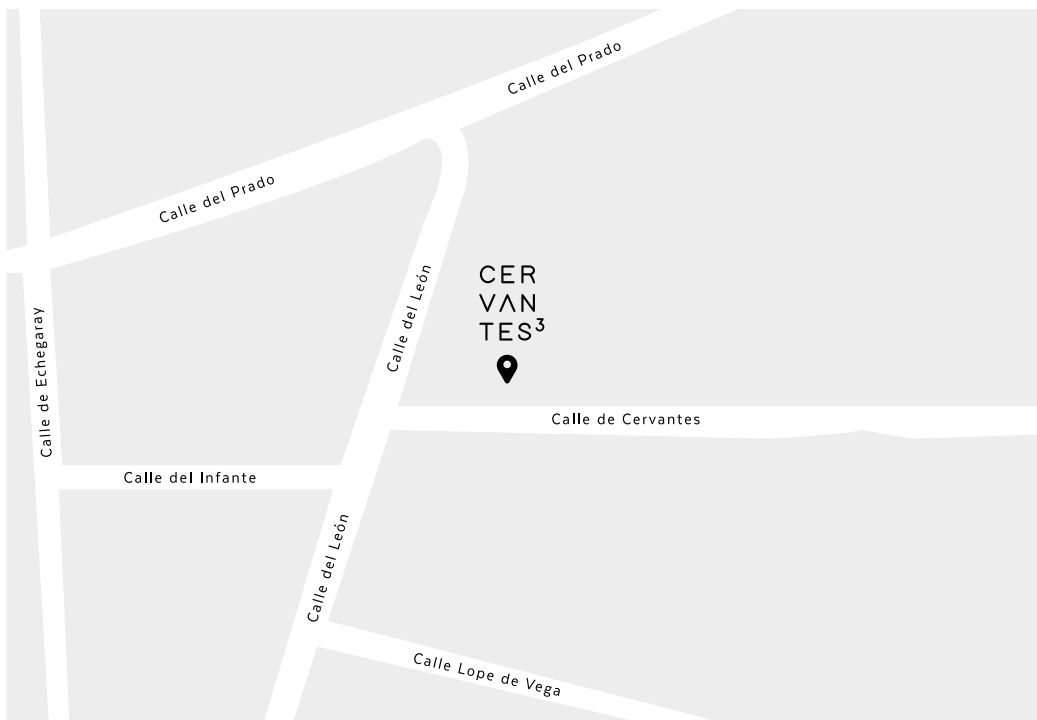 Calle del Prado
Calle del Prado
Calle del León
CER
VAN
TES³
Calle de Echegaray
Calle de Cervantes
Calle del Infante
Calle del León
Calle Lope de Vega